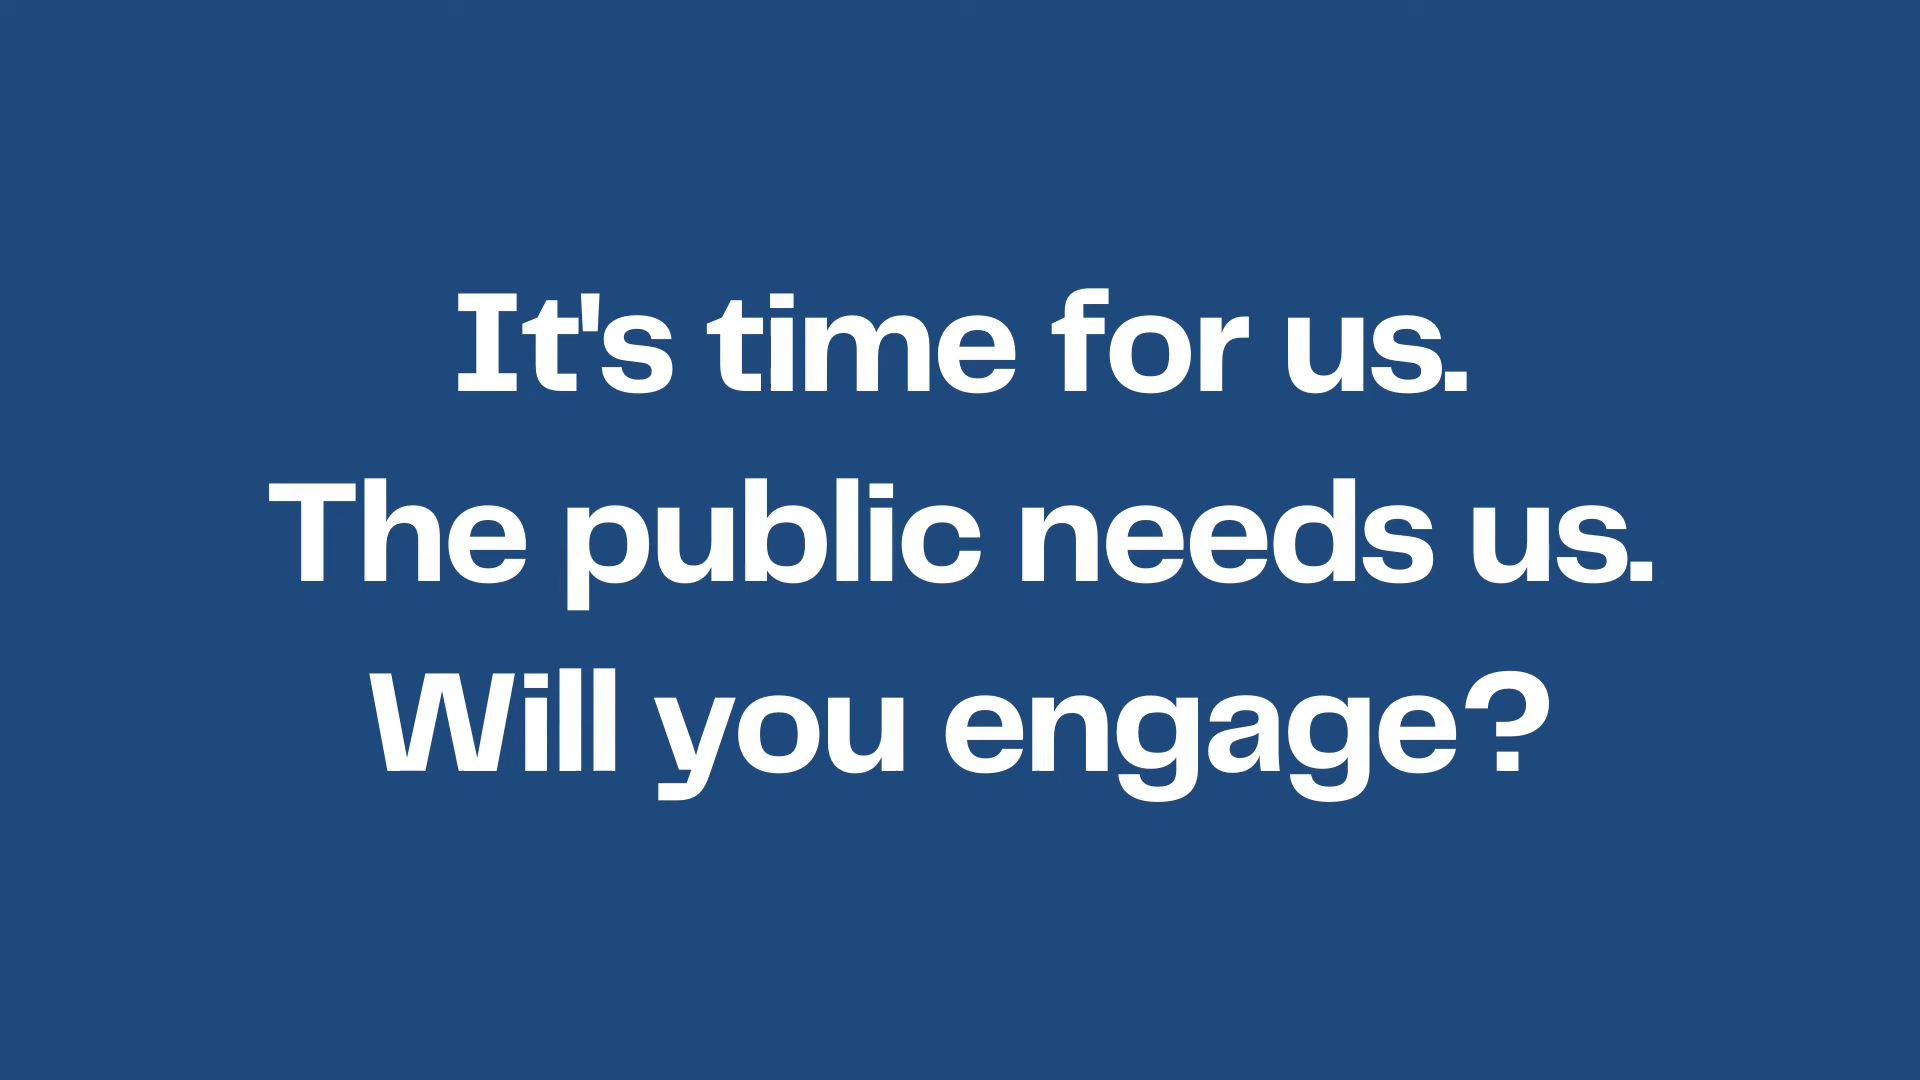 It's time for us.
The public needs us.
Will you engage?